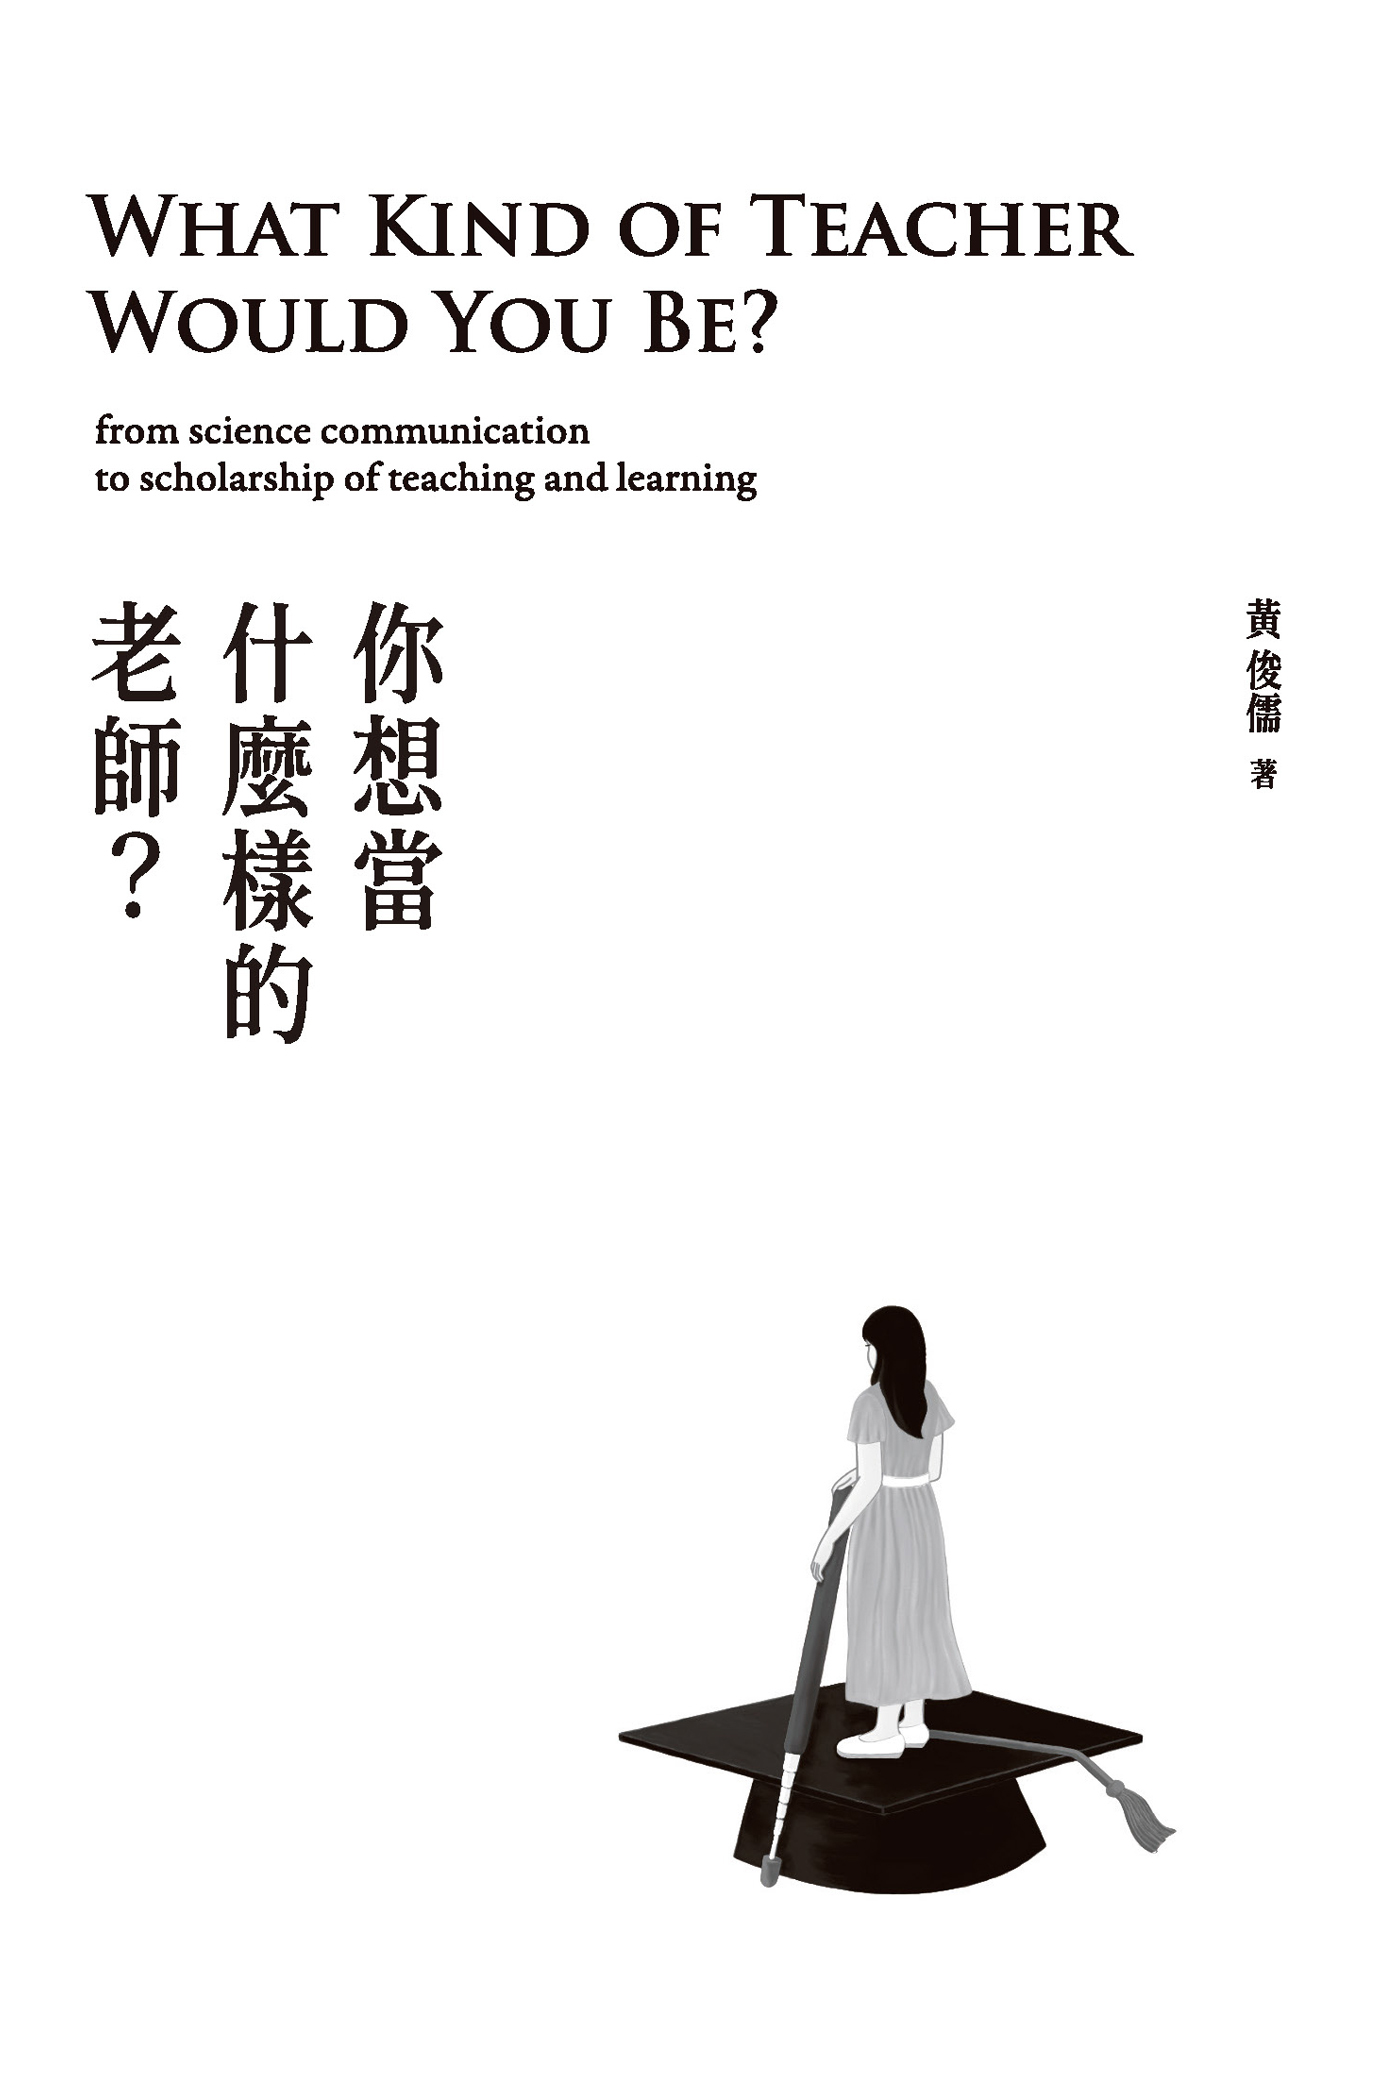 WHAT KIND OF TEACHER
WOULD YOU BE?
from science communication
to scholarship of teaching and learning
你想當
什麼樣的
老師？
黃俊儒 著